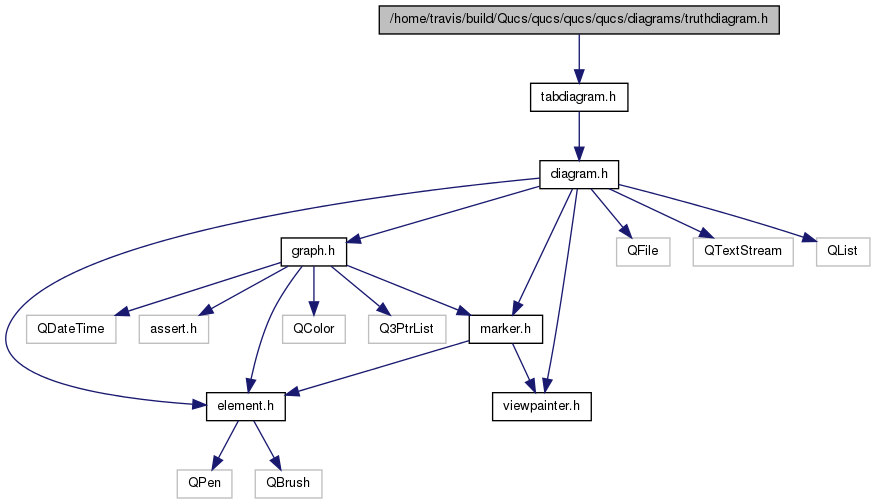 /home/travis/build/Qucs/qucs/qucs/qucs/diagrams/truthdiagram.h
tabdiagram.h
diagram.h
graph.h
QFile
QTextStream
QList
QDateTime
assert.h
QColor
Q3PtrList
marker.h
element.h
viewpainter.h
QPen
QBrush